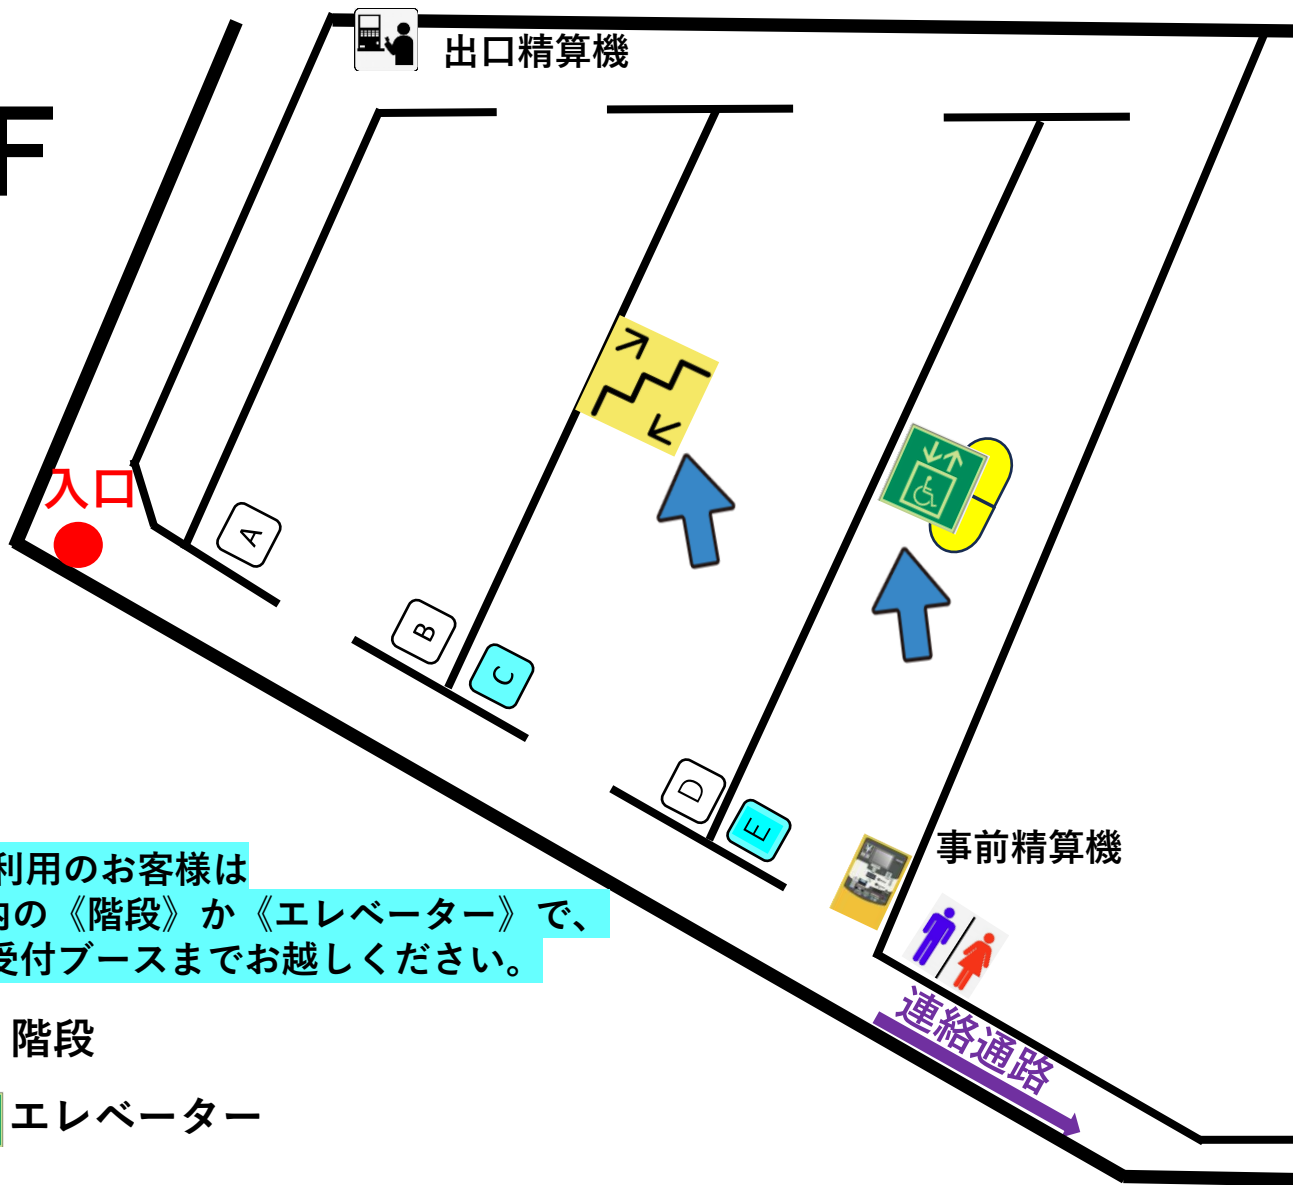 出口精算機
F
入口
A
B
C
D
E
事前精算機
利用のお客様は
内の《階段》か《エレベーター》で、
受付ブースまでお越しください。
連絡通路
階段
エレベーター